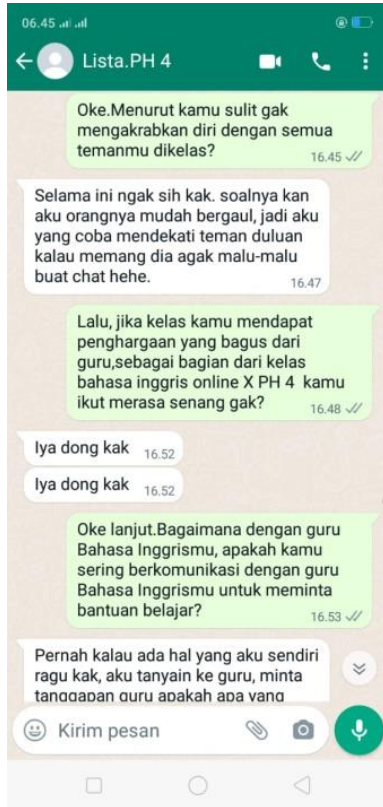 06.45
Lista.PH 4
Oke.Menurut kamu sulit gak
mengakrabkan diri dengan semua
temanmu dikelas?
16.45
Selama ini ngak sih kak. soalnya kan
aku orangnya mudah bergaul, jadi aku
yang coba mendekati teman duluan
kalau memang dia agak malu-malu
buat chat hehe.
16.47
Lalu, jika kelas kamu mendapat
penghargaan yang bagus dari
guru,sebagai bagian dari kelas
bahasa inggris online X PH 4 kamu
ikut merasa senang gak?
16.48
Iya dong kak 16.52
Iya dong kak 16.52
Oke lanjut.Bagaimana dengan guru
Bahasa Inggrismu, apakah kamu
sering berkomunikasi dengan guru
Bahasa Inggrismu untuk meminta
bantuan belajar?
16.53
Pernah kalau ada hal yang aku sendiri
ragu kak, aku tanyain ke guru, minta
tanggapan guru apakah apa yang
Kirim pesan